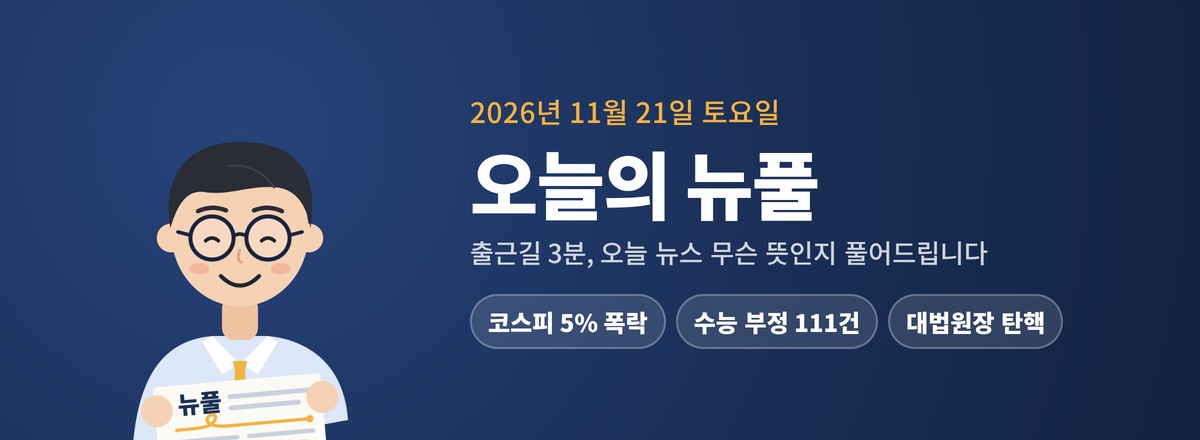 2026년 11월 21일 토요일
오늘의 뉴풀
출근길 3분, 오늘 뉴스 무슨 뜻인지 풀어드립니다
코스피 5% 폭락
수능 부정 111건
대법원장 탄핵
뉴풀